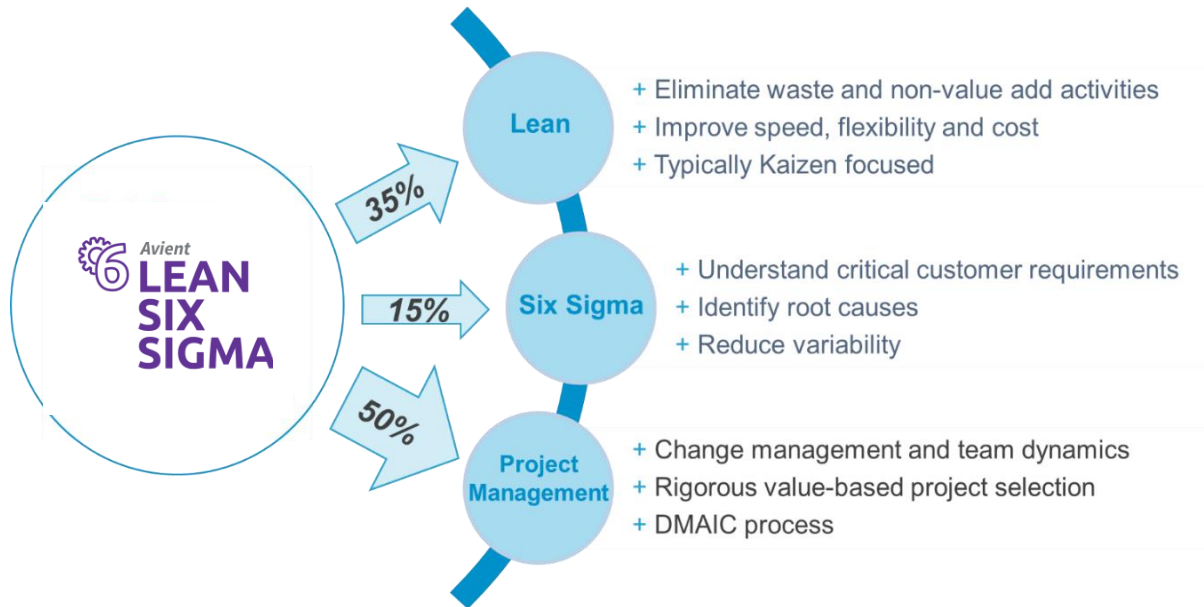 Avient
6 LEAN
SIX
SIGMA
35%
15%
50%
Lean
+ Eliminate waste and non-value add activities
+ Improve speed, flexibility and cost
+ Typically Kaizen focused
Six Sigma
+ Understand critical customer requirements
+ Identify root causes
+ Reduce variability
Project
Management
+ Change management and team dynamics
+ Rigorous value-based project selection
+ DMAIC process